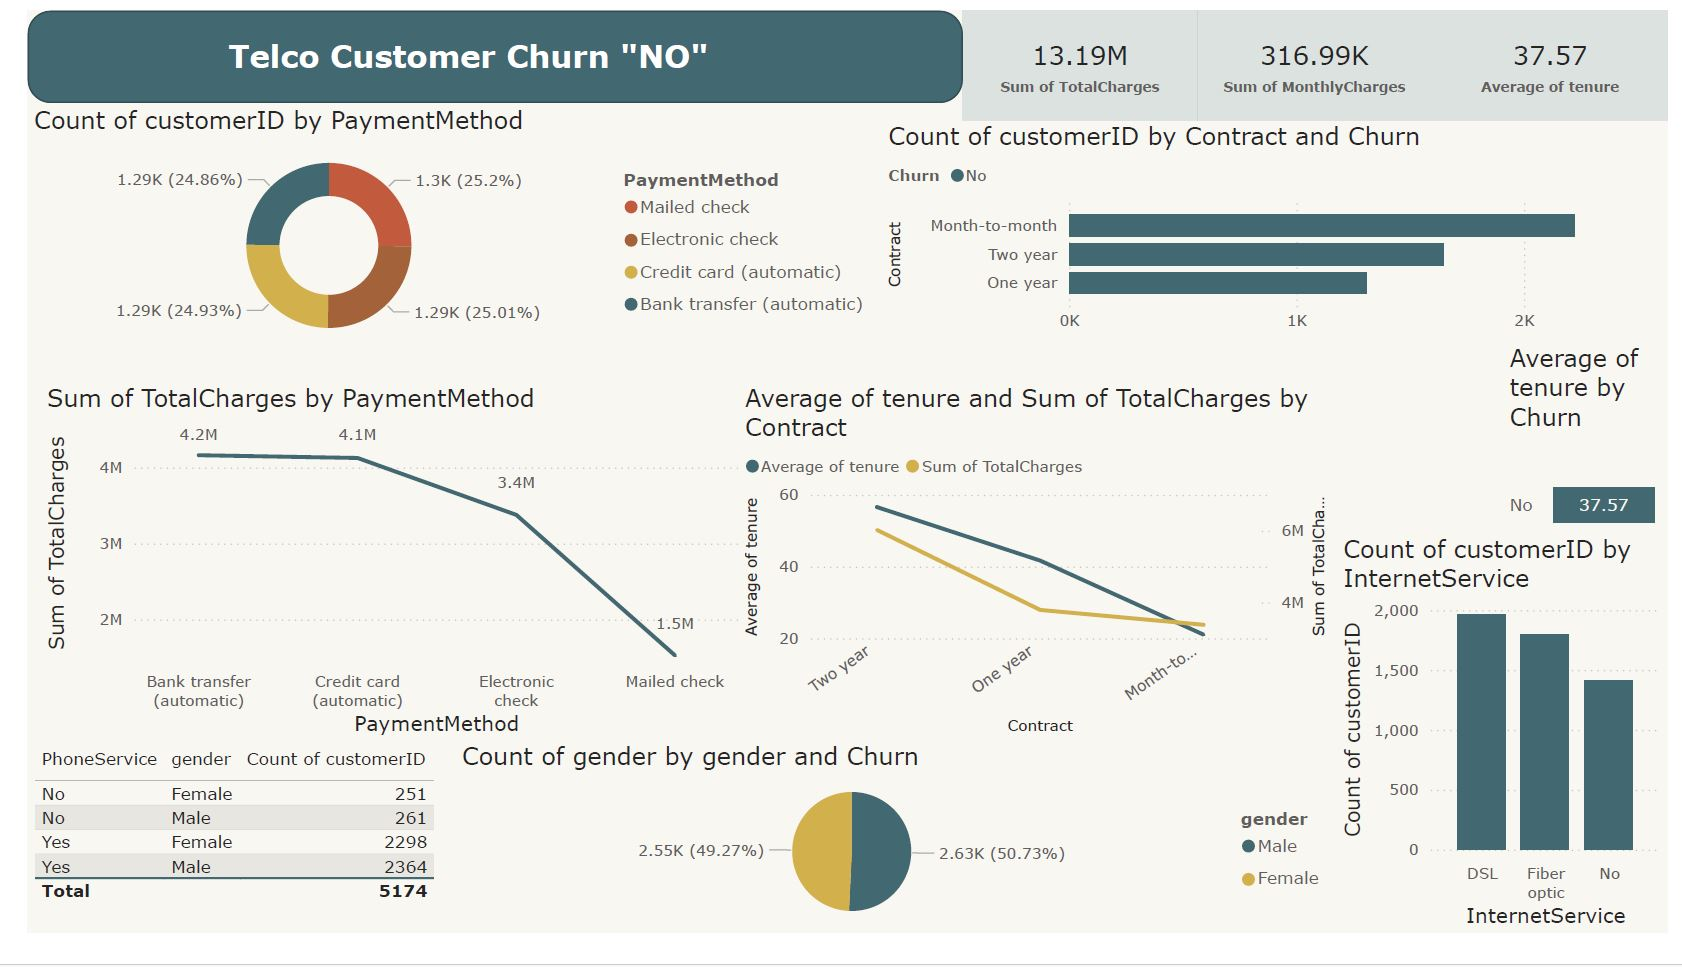 Telco Customer Churn "NO"
13.19M
Sum of TotalCharges
316.99K
Sum of MonthlyCharges
37.57
Average of tenure
Count of customerID by PaymentMethod
1.29K (24.86%)
1.3K (25.2%)
1.29K (24.93%)
1.29K (25.01%)
PaymentMethod
Mailed check
Electronic check
Credit card (automatic)
Bank transfer (automatic)
Count of customerID by Contract and Churn
Churn No
Contract
Month-to-month
Two year
One year
0K 1K 2K
Sum of TotalCharges by PaymentMethod
Sum of TotalCharges
4M
3M
2M
4.2M
4.1M
3.4M
1.5M
Bank transfer
(automatic)
Credit card
(automatic)
Electronic
check
Mailed check
PaymentMethod
Average of tenure and Sum of TotalCharges by
Contract
Average of tenure Sum of TotalCharges
Average of tenure
60
40
20
6M
4M
Sum of TotalCha...
Two year
One year
Month-to...
Contract
Average of
tenure by
Churn
No 37.57
Count of customerID by
InternetService
Count of customerID
2,000
1,500
1,000
500
0
DSL
Fiber
optic
No
InternetService
PhoneService gender Count of customerID
No Female 251
No Male 261
Yes Female 2298
Yes Male 2364
Total 5174
Count of gender by gender and Churn
2.55K (49.27%)
2.63K (50.73%)
gender
Male
Female